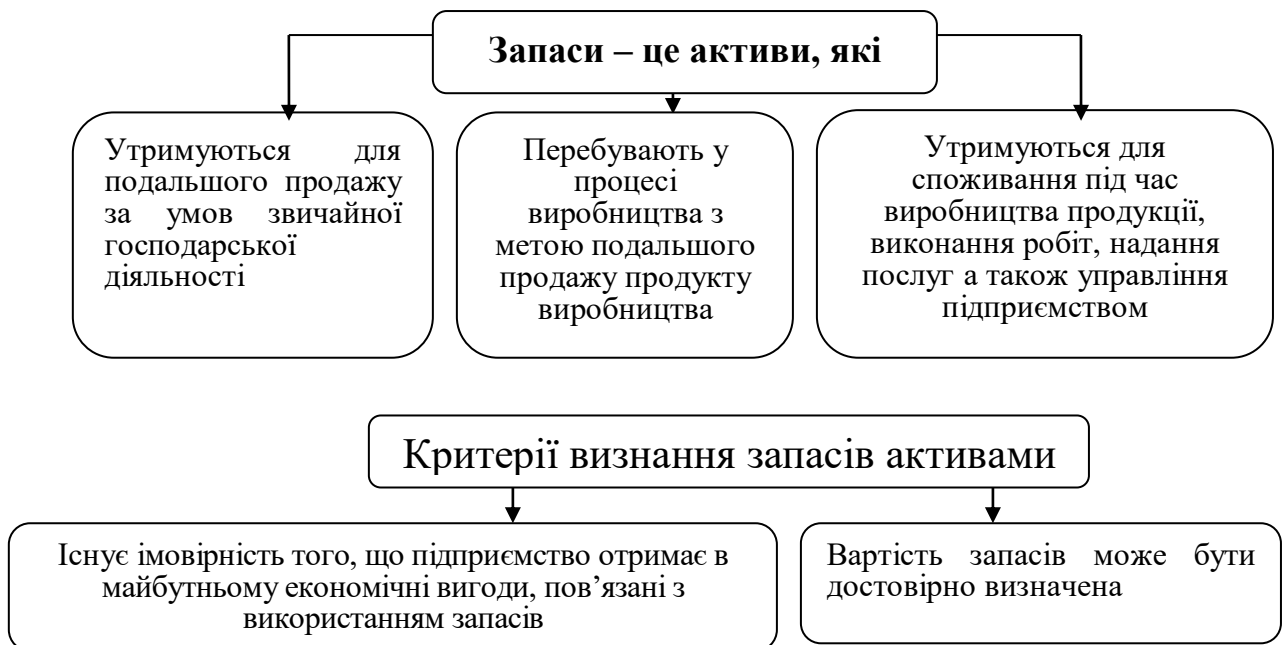 Запаси – це активи, які
Утримуються для
подальшого продажу
за умов звичайної
господарської
діяльності
Перебувають у
процесі
виробництва з
метою подальшого
продажу продукту
виробництва
Утримуються для
споживання під час
виробництва продукції,
виконання робіт, надання
послуг а також управління
підприємством
Критерії визнання запасів активами
Існує імовірність того, що підприємство отримає в
майбутньому економічні вигоди, пов’язані з
використанням запасів
Вартість запасів може бути
достовірно визначена